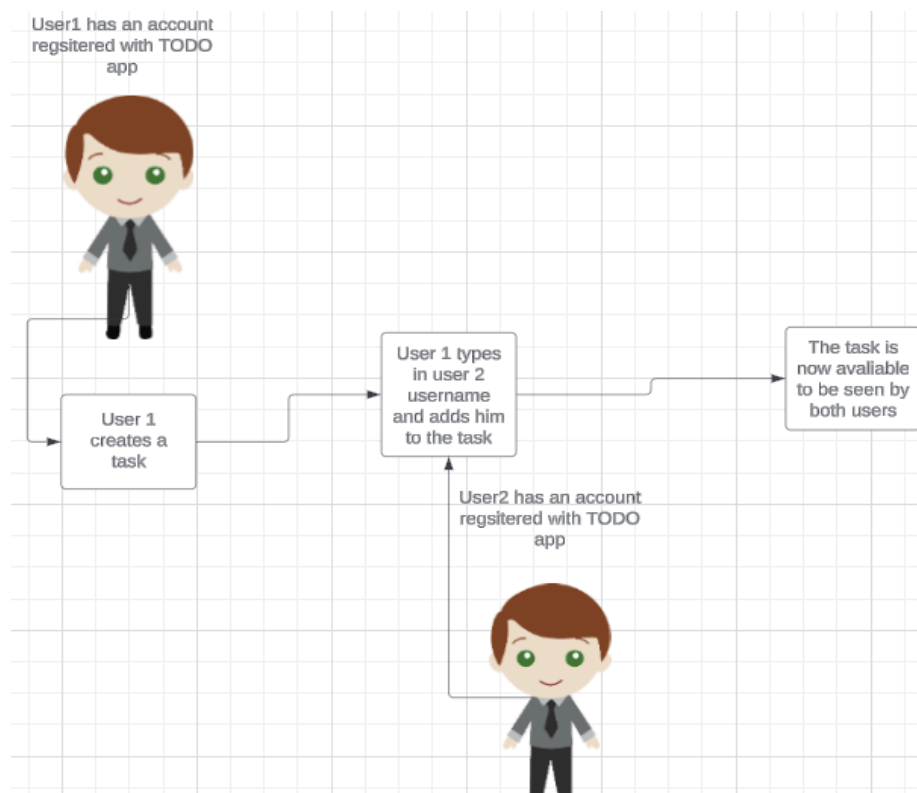 User1 has an account
regsitered with TODO
app
User 1
creates a
task
User 1 types
in user 2
username
and adds him
to the task
The task is
now avaliable
to be seen by
both users
User2 has an account
regsitered with TODO
app